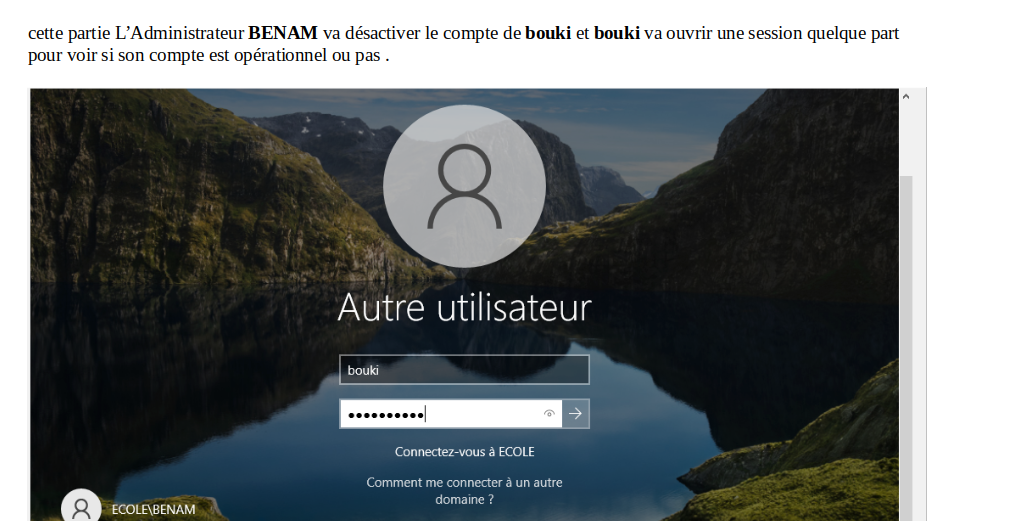 cette partie L’Administrateur BENAM va désactiver le compte de bouki et bouki va ouvrir une session quelque part
pour voir si son compte est opérationnel ou pas .
Autre utilisateur
bouki
••••••••••
Connectez-vous à ECOLE
Comment me connecter à un autre
domaine ?
ECOLE\BENAM